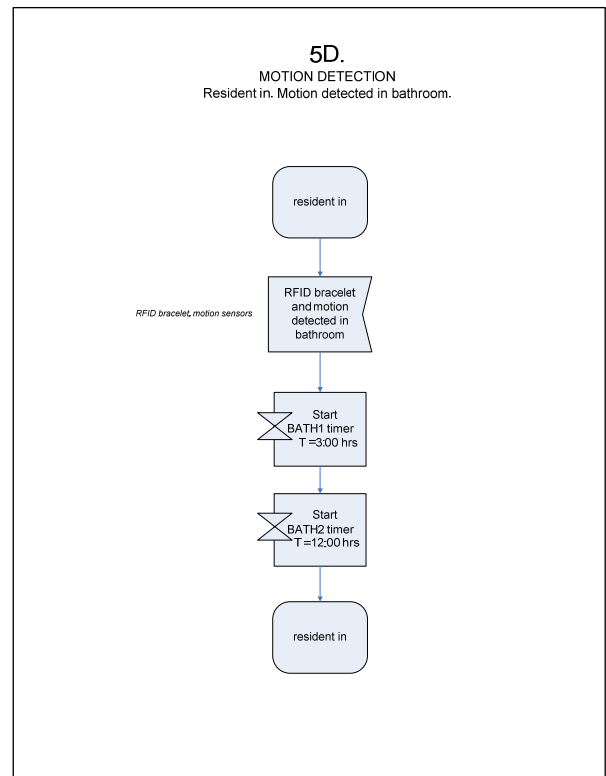 5D.
MOTION DETECTION
Resident in. Motion detected in bathroom.
resident in
RFID bracelet, motion sensors
RFID bracelet
and motion
detected in
bathroom
Start
BATH1 timer
T =3:00 hrs
Start
BATH2 timer
T =12:00 hrs
resident in